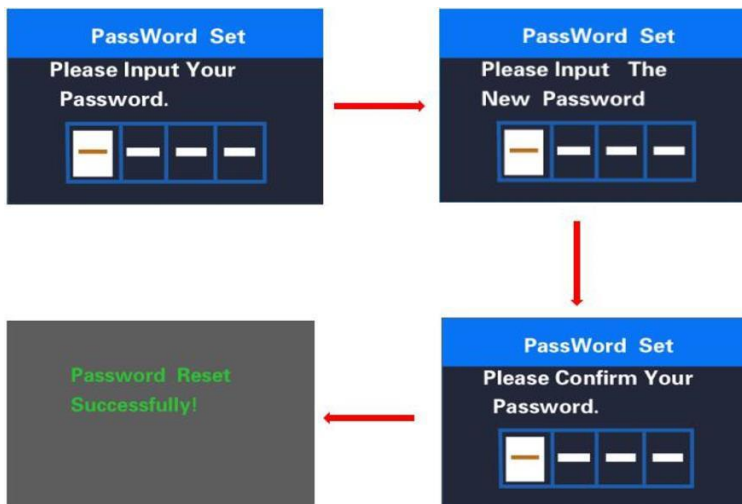 PassWord Set
Please Input Your
Password.
PassWord Set
Please Input The
New Password
PassWord Set
Please Confirm Your
Password.
Password Reset
Successfully!